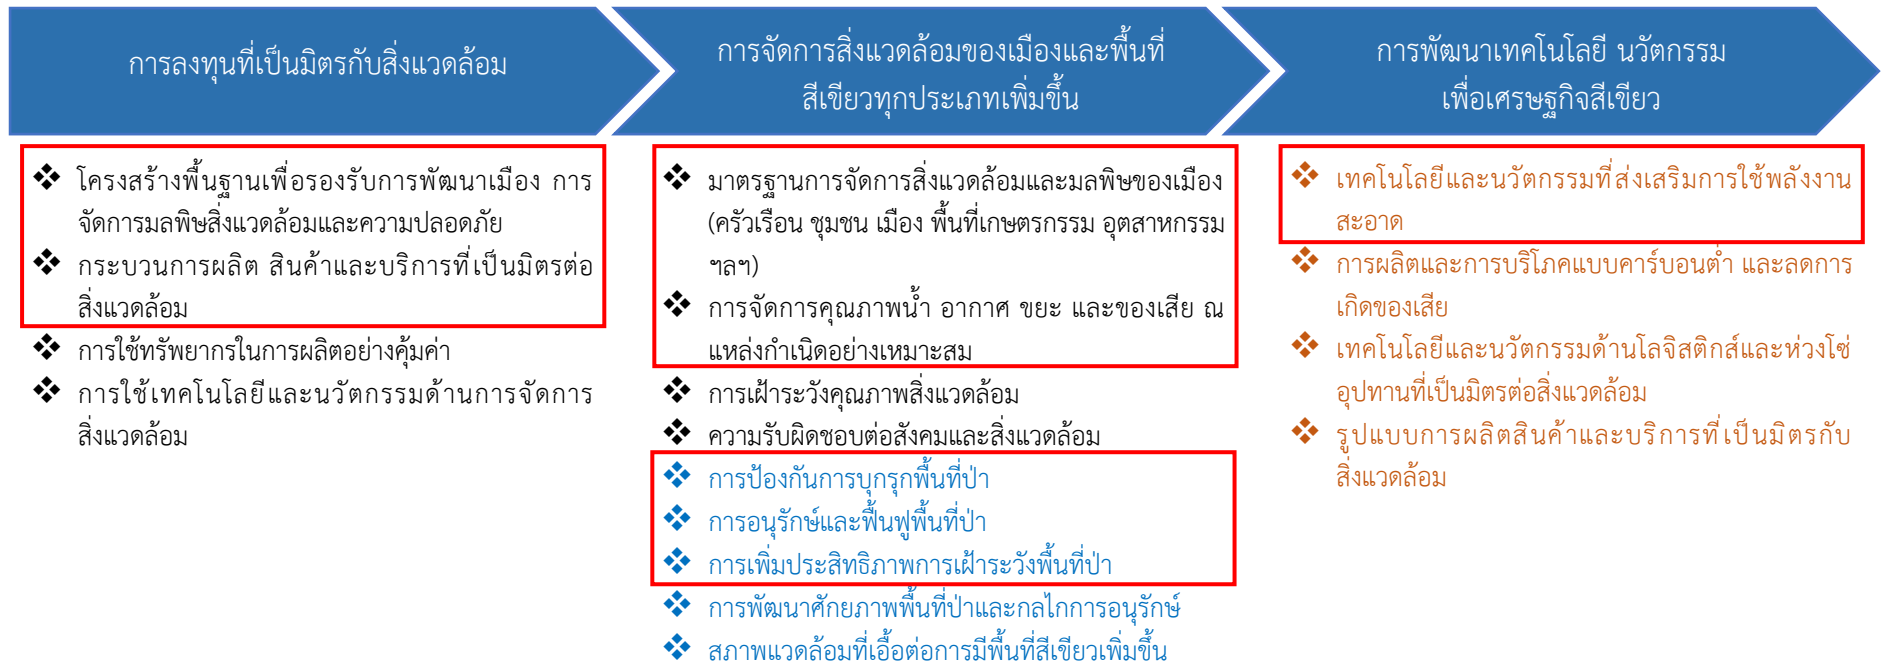 การลงทุนที่เป็นมิตรกับสิ่งแวดล้อม
การจัดการสิ่งแวดล้อมของเมืองและพื้นที่
สีเขียวทุกประเภทเพิ่มขึ้น
การพัฒนาเทคโนโลยี นวัตกรรม
เพื่อเศรษฐกิจสีเขียว
❖ โครงสร้างพื้นฐานเพื่อรองรับการพัฒนาเมือง การ
จัดการมลพิษสิ่งแวดล้อมและความปลอดภัย
❖ กระบวนการผลิต สินค้าและบริการที่เป็นมิตรต่อ
สิ่งแวดล้อม
❖ การใช้ทรัพยากรในการผลิตอย่างคุ้มค่า
❖ การใช้เทคโนโลยีและนวัตกรรมด้านการจัดการ
สิ่งแวดล้อม
❖ มาตรฐานการจัดการสิ่งแวดล้อมและมลพิษของเมือง
(ครัวเรือน ชุมชน เมือง พื้นที่เกษตรกรรม อุตสาหกรรม
ฯลฯ)
❖ การจัดการคุณภาพน้ำ อากาศ ขยะ และของเสีย ณ
แหล่งกำเนิดอย่างเหมาะสม
❖ การเฝ้าระวังคุณภาพสิ่งแวดล้อม
❖ ความรับผิดชอบต่อสังคมและสิ่งแวดล้อม
❖ การป้องกันการบุกรุกพื้นที่ป่า
❖ การอนุรักษ์และฟื้นฟูพื้นที่ป่า
❖ การเพิ่มประสิทธิภาพการเฝ้าระวังพื้นที่ป่า
❖ การพัฒนาศักยภาพพื้นที่ป่าและกลไกการอนุรักษ์
❖ สภาพแวดล้อมที่เอื้อต่อการมีพื้นที่สีเขียวเพิ่มขึ้น
❖ เทคโนโลยีและนวัตกรรมที่ส่งเสริมการใช้พลังงาน
สะอาด
❖ การผลิตและการบริโภคแบบคาร์บอนต่ำ และลดการ
เกิดของเสีย
❖ เทคโนโลยีและนวัตกรรมด้านโลจิสติกส์และห่วงโซ่
อุปทานที่เป็นมิตรต่อสิ่งแวดล้อม
❖ รูปแบบการผลิตสินค้าและบริการที่เป็นมิตรกับ
สิ่งแวดล้อม